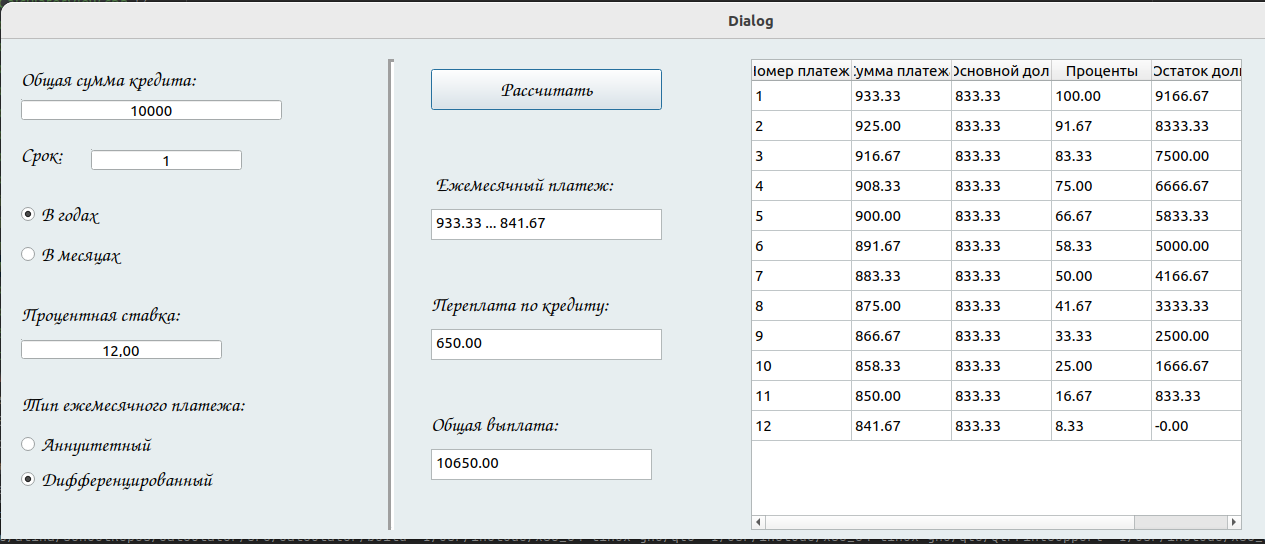 Dialog
Общая сумма кредита:
10000
Срок:
1
В годах
В месяцах
Процентная ставка:
12,00
Тип ежемесячного платежа:
Аннуитетный
Дифференцированный
Рассчитать
Ежемесячный платеж:
933.33 ... 841.67
Переплата по кредиту:
650.00
Общая выплата:
10650.00
Номер платеж Сумма платеж Основной дол Проценты Остаток дол
1 933.33 833.33 100.00 9166.67
2 925.00 833.33 91.67 8333.33
3 916.67 833.33 83.33 7500.00
4 908.33 833.33 75.00 6666.67
5 900.00 833.33 66.67 5833.33
6 891.67 833.33 58.33 5000.00
7 883.33 833.33 50.00 4166.67
8 875.00 833.33 41.67 3333.33
9 866.67 833.33 33.33 2500.00
10 858.33 833.33 25.00 1666.67
11 850.00 833.33 16.67 833.33
12 841.67 833.33 8.33 -0.00